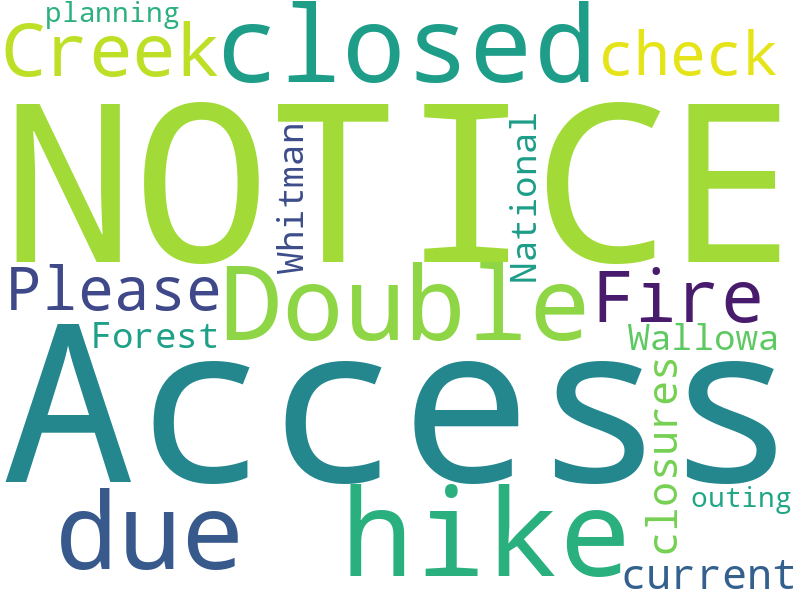 planning
Creek closed check
NOTICE
Whitman
National
Please Double Fire
Forest
Wallowa
Access
closures
due hike
outing
current